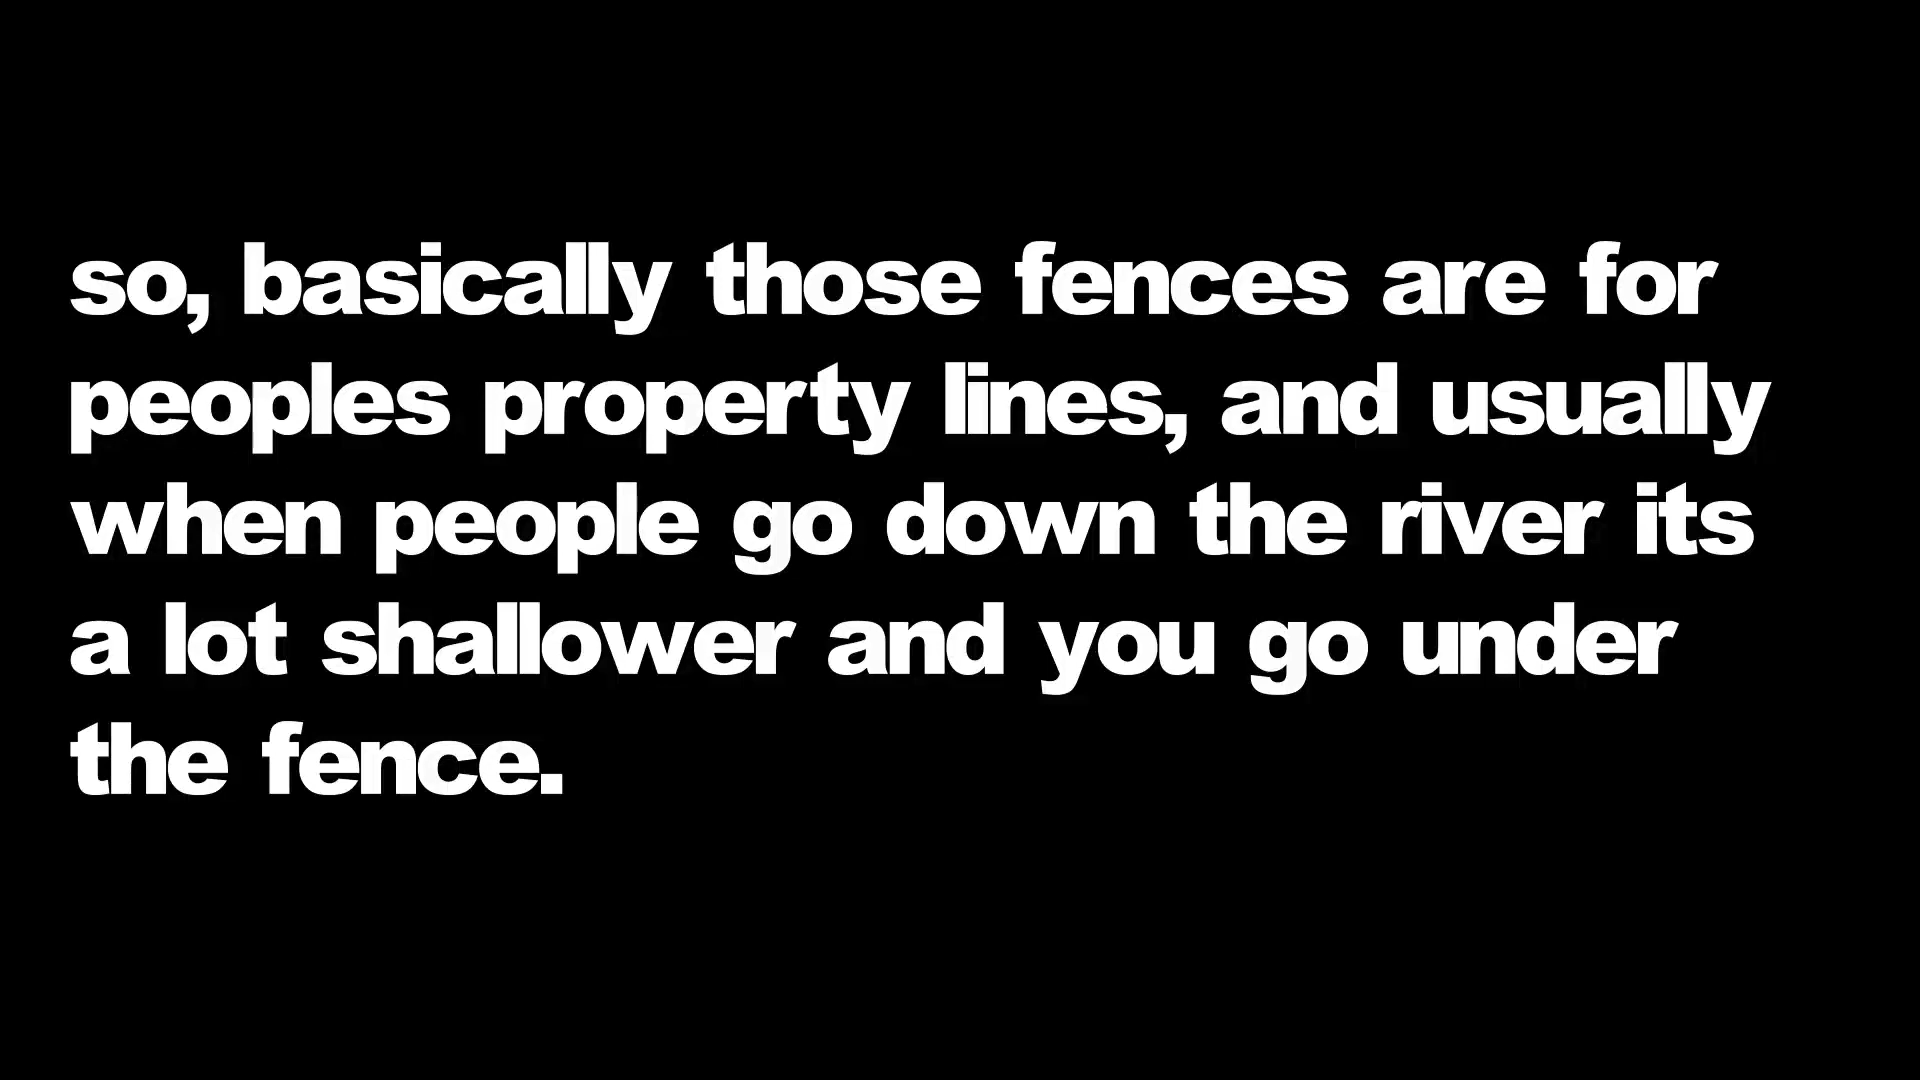 so, basically those fences are for
peoples property lines, and usually
when people go down the river its
a lot shallower and you go under
the fence.